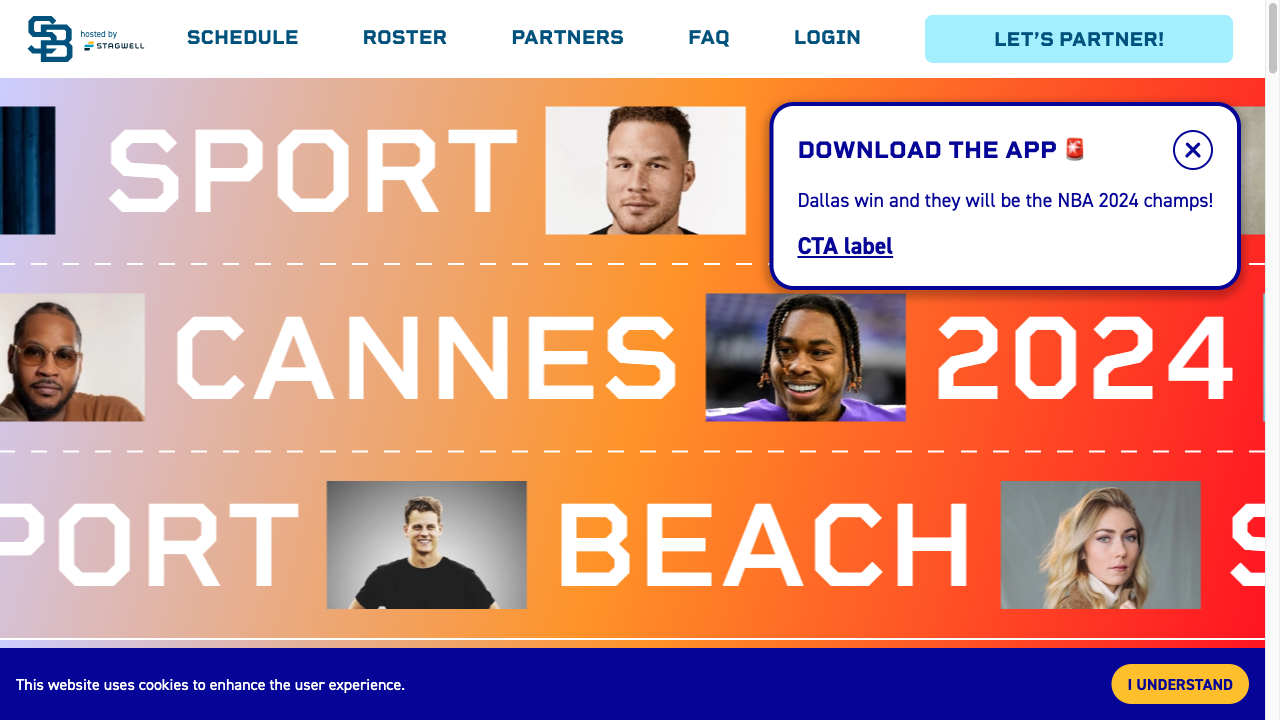 SB hosted by
STAGWELL
SCHEDULE ROSTER PARTNERS FAQ LOGIN LET'S PARTNER!
SPORT
DOWNLOAD THE APP 🚨
Dallas win and they will be the NBA 2024 champs!
CTA label
CANNES 2024
PORT BEACH S
This website uses cookies to enhance the user experience.
I UNDERSTAND